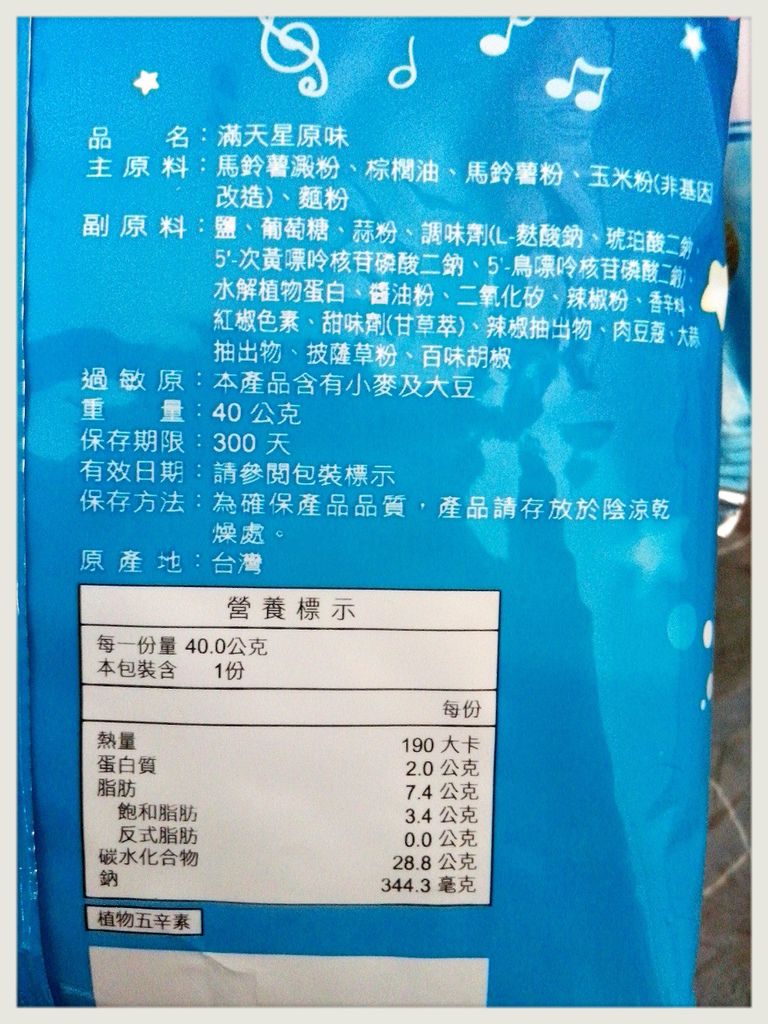 品名：滿天星原味
主原料：馬鈴薯澱粉、棕櫚油、馬鈴薯粉、玉米粉(非基因
改造)、麵粉
副原料：鹽、葡萄糖、蒜粉、調味劑(L-麩酸鈉、琥珀酸二鈉、
5'-次黃嘌呤核苷磷酸二鈉、5'-鳥嘌呤核苷磷酸二鈉)、
水解植物蛋白、醬油粉、二氧化矽、辣椒粉、香辛料、
紅椒色素、甜味劑(甘草萃)、辣椒抽出物、肉豆蔻、大蒜
抽出物、披薩草粉、百味胡椒
過敏原：本產品含有小麥及大豆
重量：40 公克
保存期限：300 天
有效日期：請參閱包裝標示
保存方法：為確保產品品質，產品請存放於陰涼乾
燥處。
原產地：台灣
營養標示
每一份量 40.0公克
本包裝含 1份
每份
熱量 190 大卡
蛋白質 2.0 公克
脂肪 7.4 公克
飽和脂肪 3.4 公克
反式脂肪 0.0 公克
碳水化合物 28.8 公克
鈉 344.3 毫克
植物五辛素